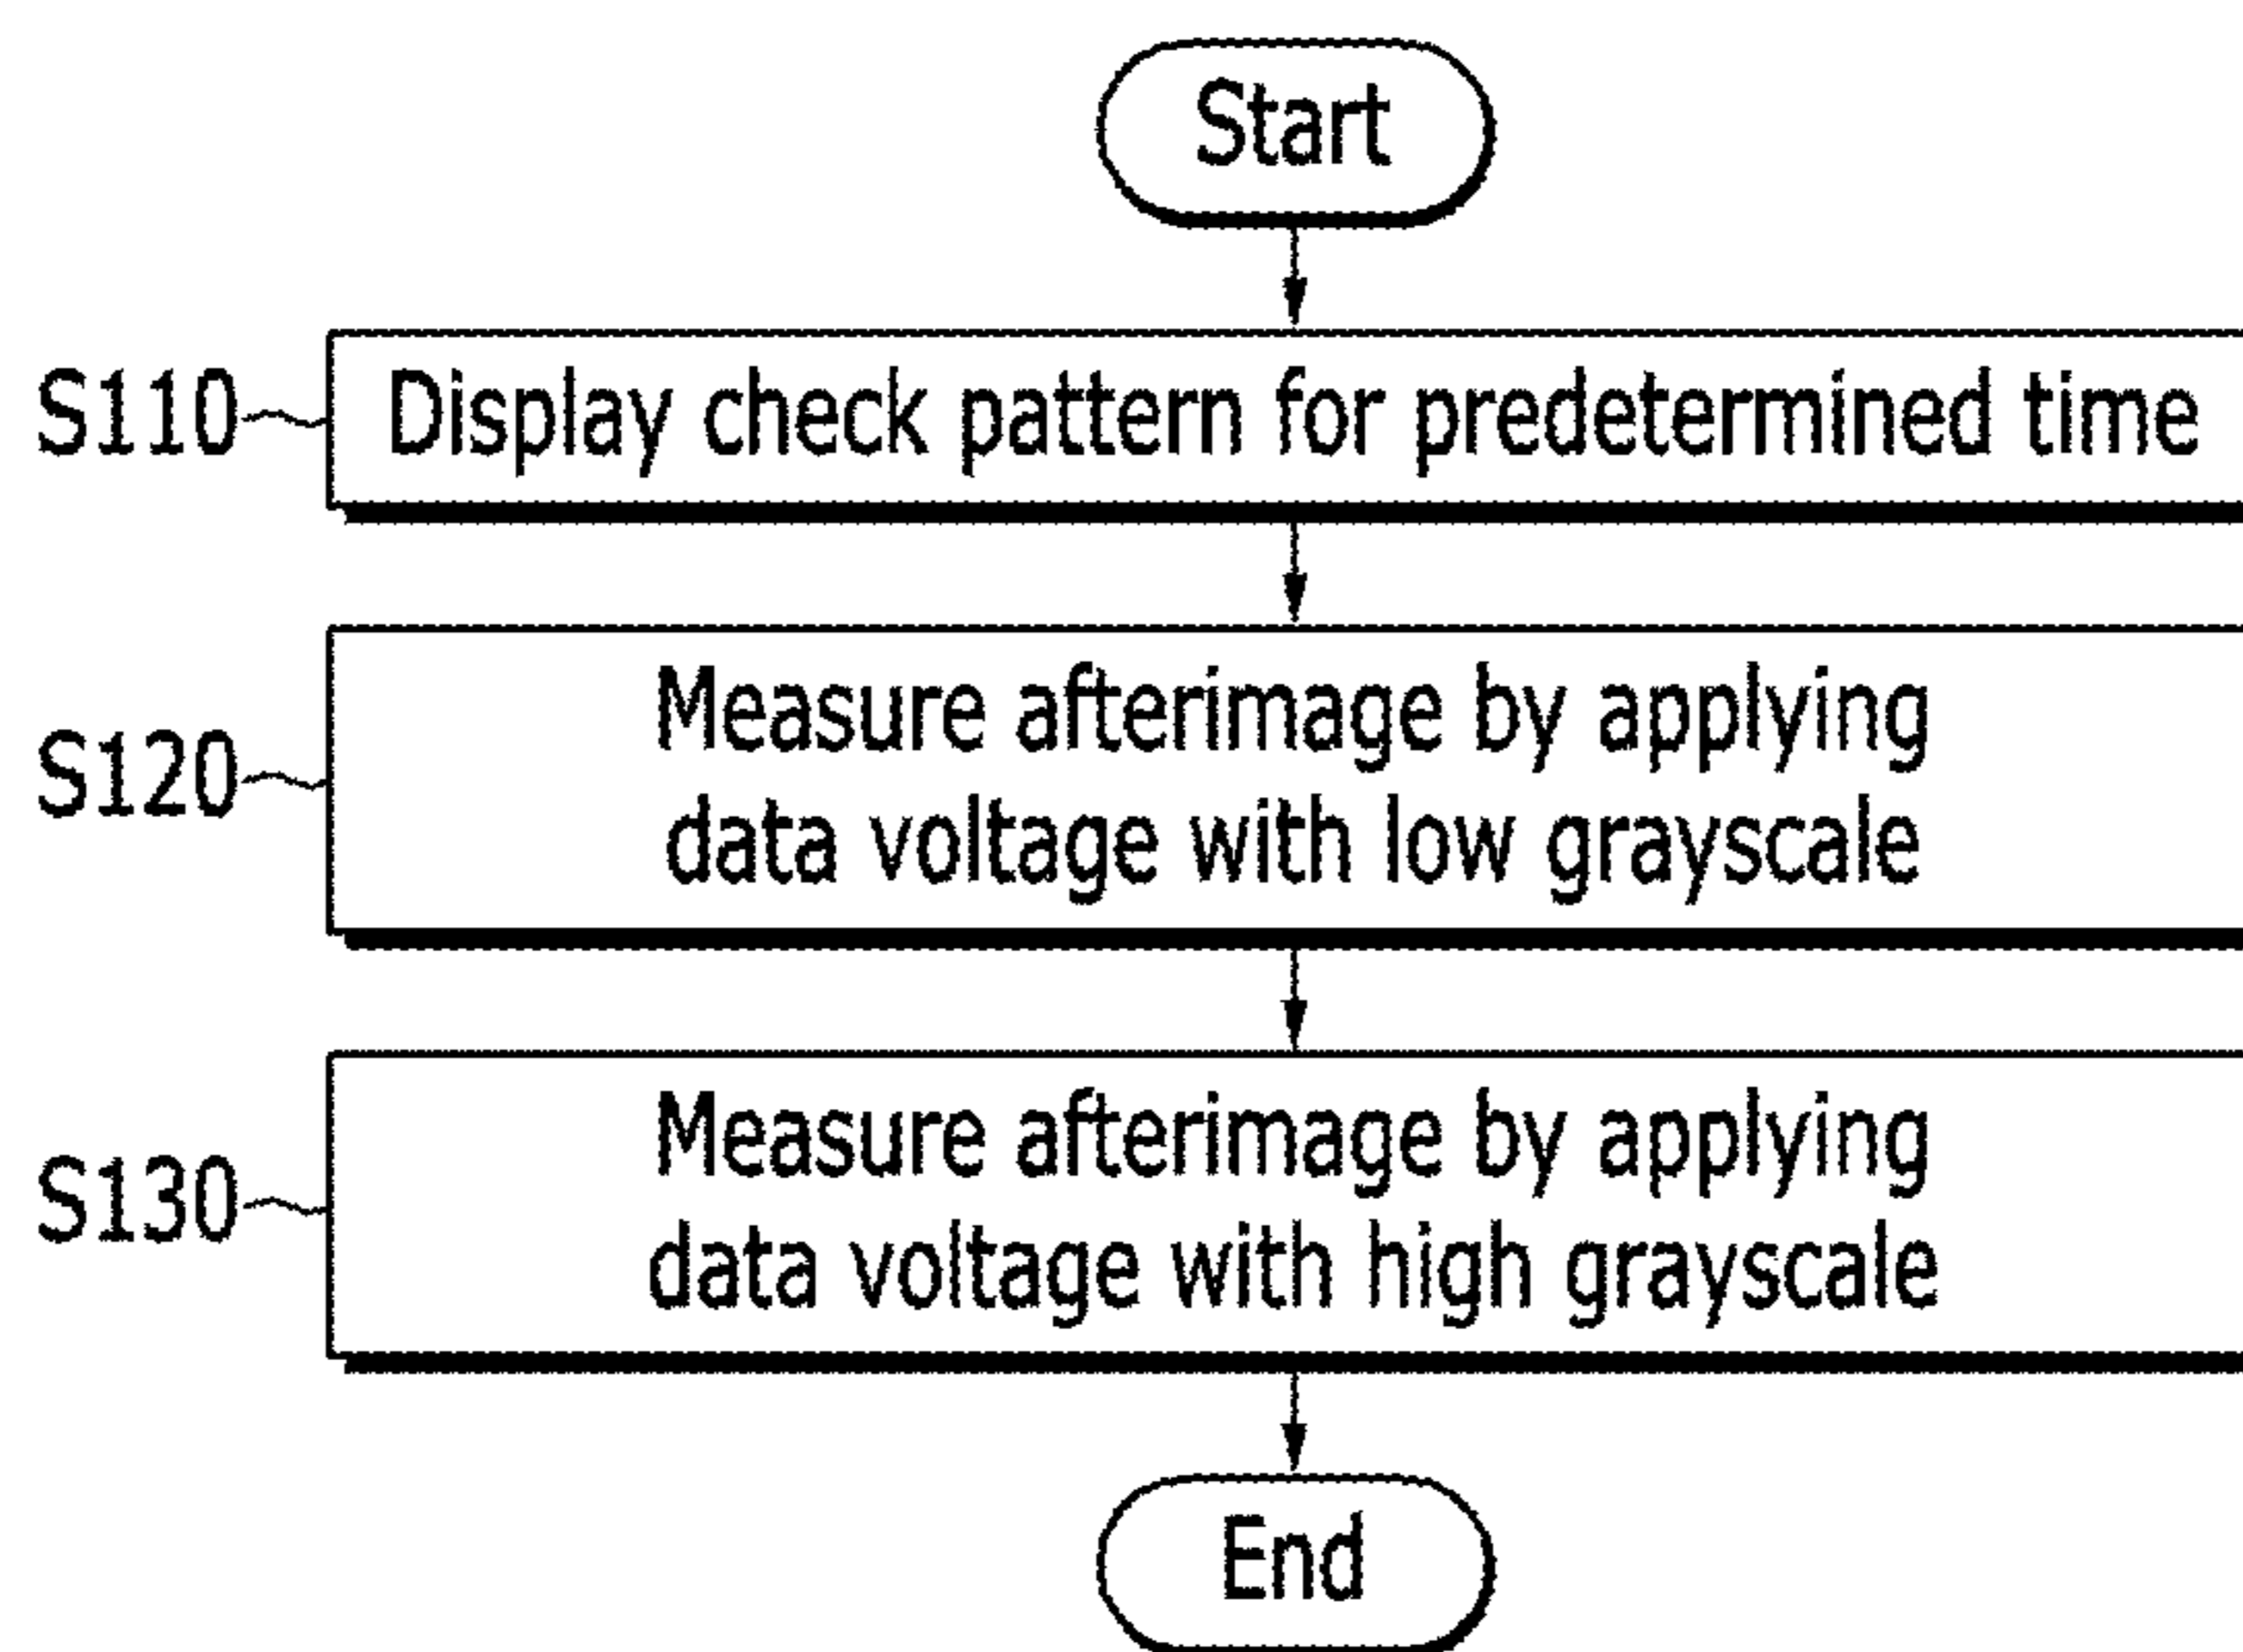 Start
S110 Display check pattern for predetermined time
Measure afterimage by applying
S120
data voltage with low grayscale
Measure afterimage by applying
S130
data voltage with high grayscale
End